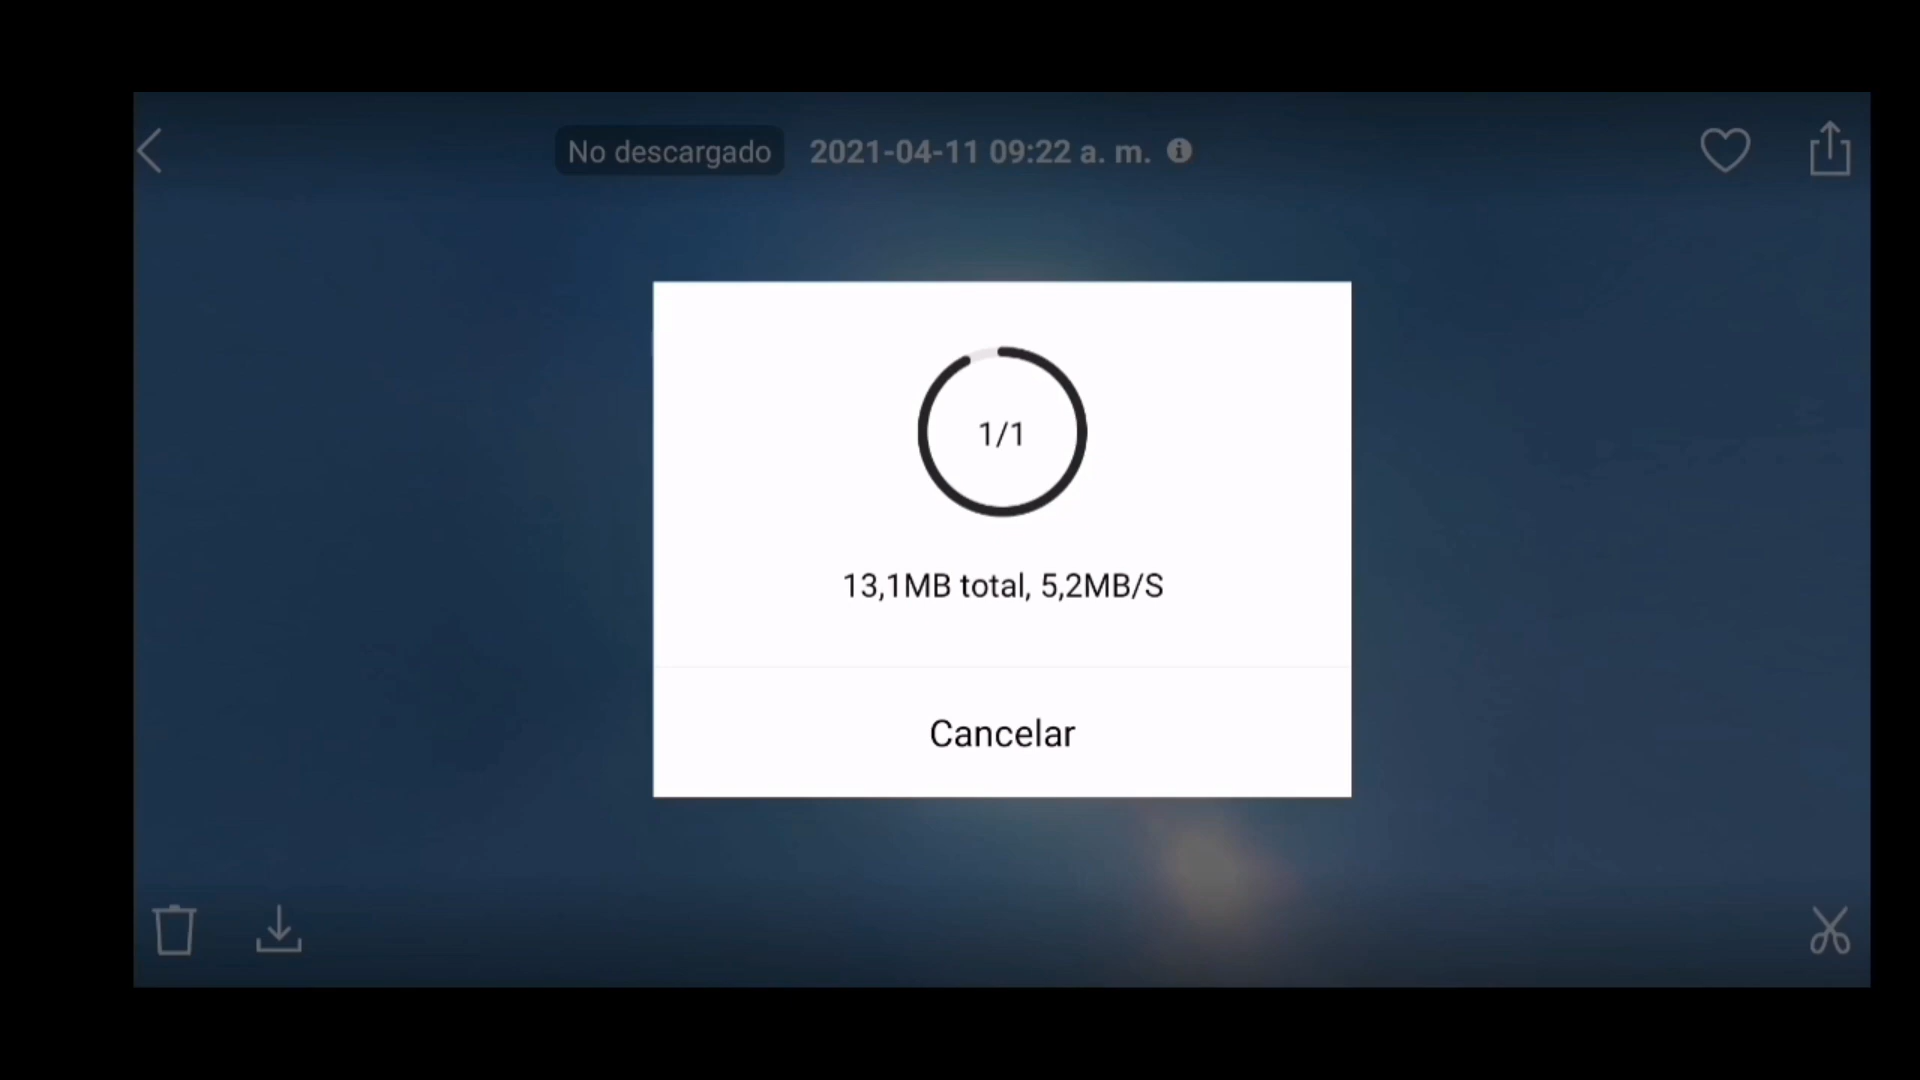 No descargado 2021-04-11 09:22 a. m.
1/1
13,1MB total, 5,2MB/S
Cancelar